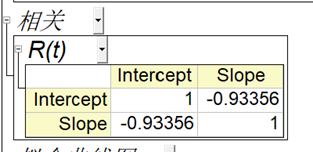 相关
R(t)
Intercept Slope
Intercept 1 -0.93356
Slope -0.93356 1